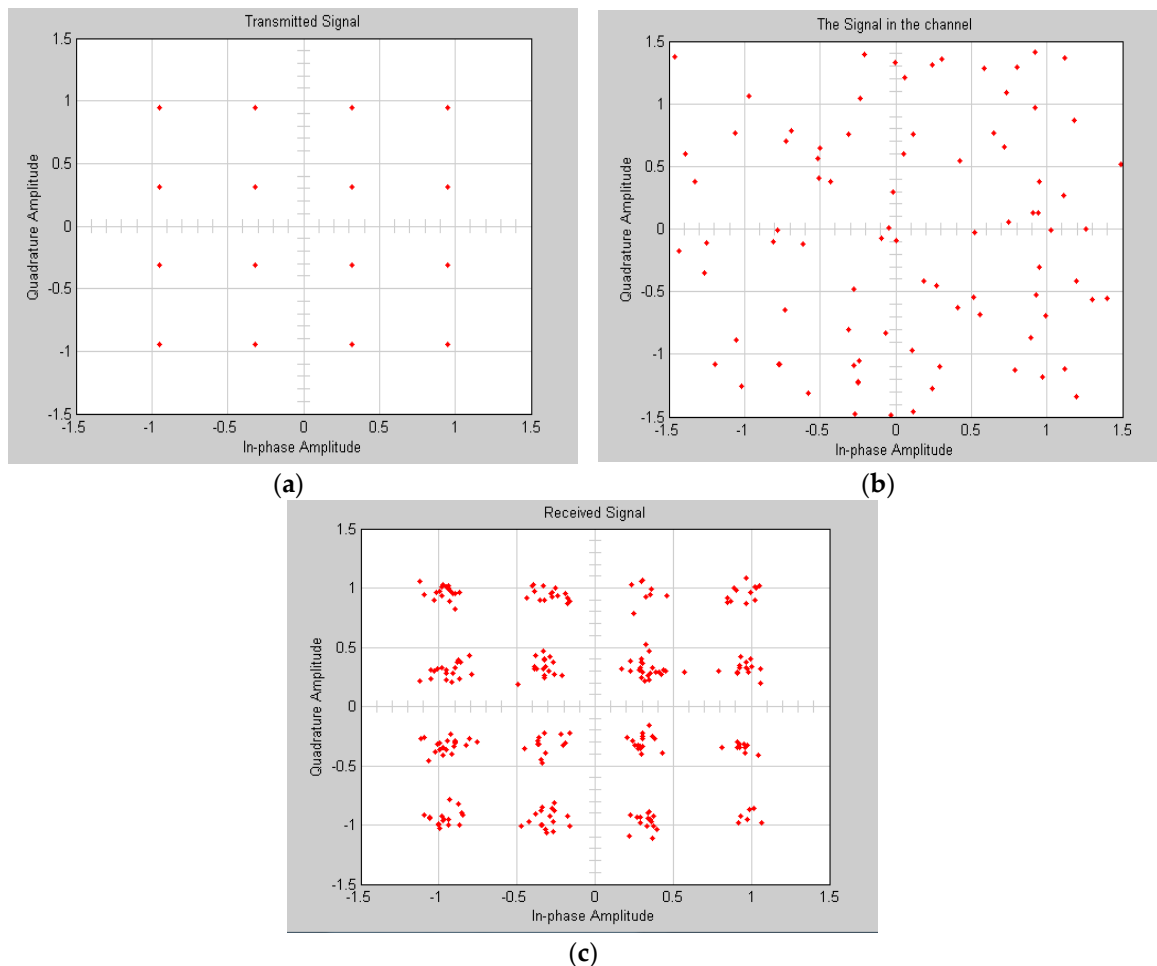 Transmitted Signal
1.5
1
0.5
0
-0.5
-1
-1.5
Quadrature Amplitude
-1.5 -1 -0.5 0 0.5 1 1.5
In-phase Amplitude
(a)
The Signal in the channel
1.5
1
0.5
0
-0.5
-1
-1.5
Quadrature Amplitude
-1.5 -1 -0.5 0 0.5 1 1.5
In-phase Amplitude
(b)
Received Signal
1.5
1
0.5
0
-0.5
-1
-1.5
Quadrature Amplitude
-1.5 -1 -0.5 0 0.5 1 1.5
In-phase Amplitude
(c)